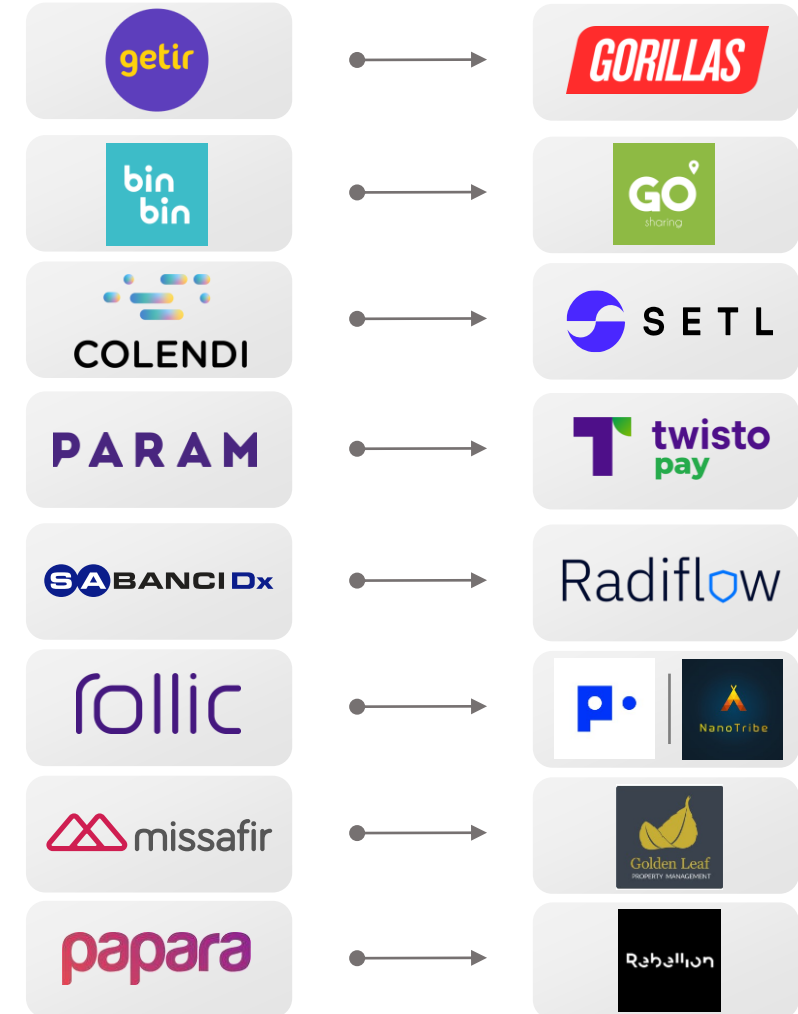 getir
GORILLAS
bin
bin
GO
sharing
COLENDI
SETL
PARAM
twisto
pay
SABANCI Dx
Radiflow
rollic
p.
NanoTribe
missafir
Golden Leaf
PROPERTY MANAGEMENT
papara
Rebellion